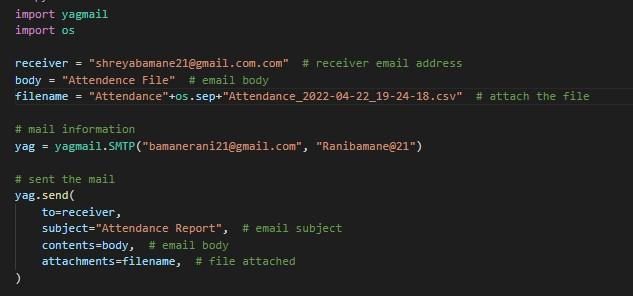 import yagmail
import os
receiver = "shreyabamane21@gmail.com.com"  # receiver email address
body = "Attendence File"  # email body
filename = "Attendance"+os.sep+"Attendance_2022-04-22_19-24-18.csv"  # attach the file
# mail information
yag = yagmail.SMTP("bamanerani21@gmail.com", "Ranibamane@21")
# sent the mail
yag.send(
    to=receiver,
    subject="Attendance Report",  # email subject
    contents=body,  # email body
    attachments=filename,  # file attached
)